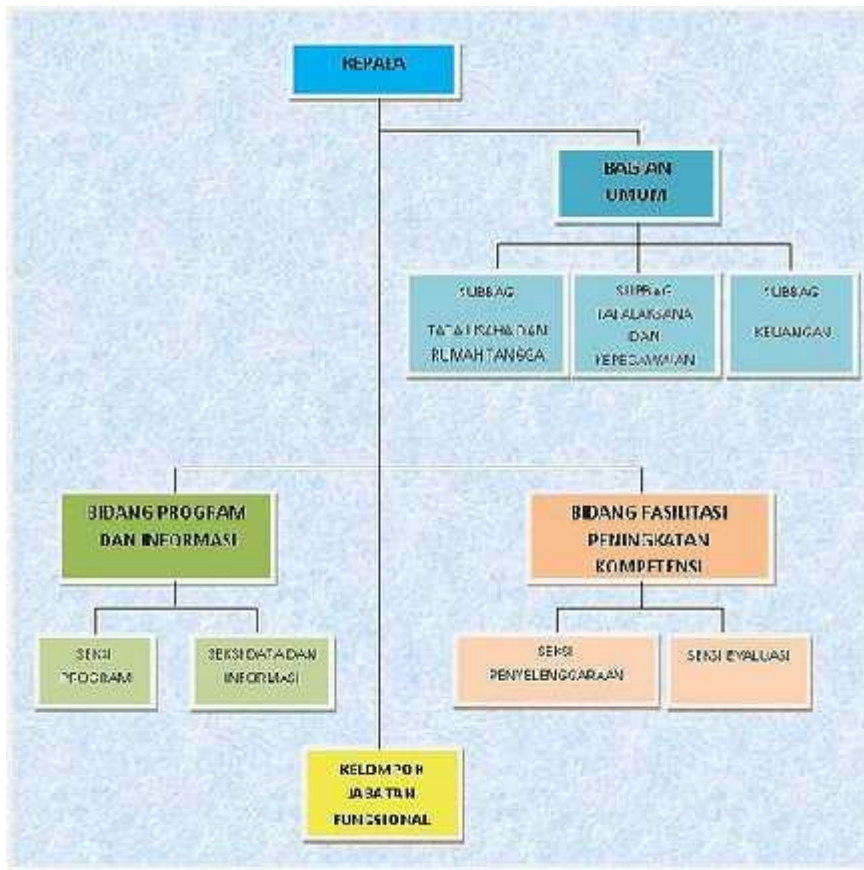 KEPALA
BAGIAN
UMUM
SUBBAG
TATA USAHA DAN
RUMAH TANGGA
SUBBAG
TATALAKSANA
DAN
KEPEGAWAIAN
SUBBAG
KEUANGAN
BIDANG PROGRAM
DAN INFORMASI
BIDANG FASILITASI
PENINGKATAN
KOMPETENSI
SEKSI
PROGRAM
SEKSI DATA DAN
INFORMASI
SEKSI
PENYELENGGARAAN
SEKSI EVALUASI
KELOMPOK
JABATAN
FUNGSIONAL